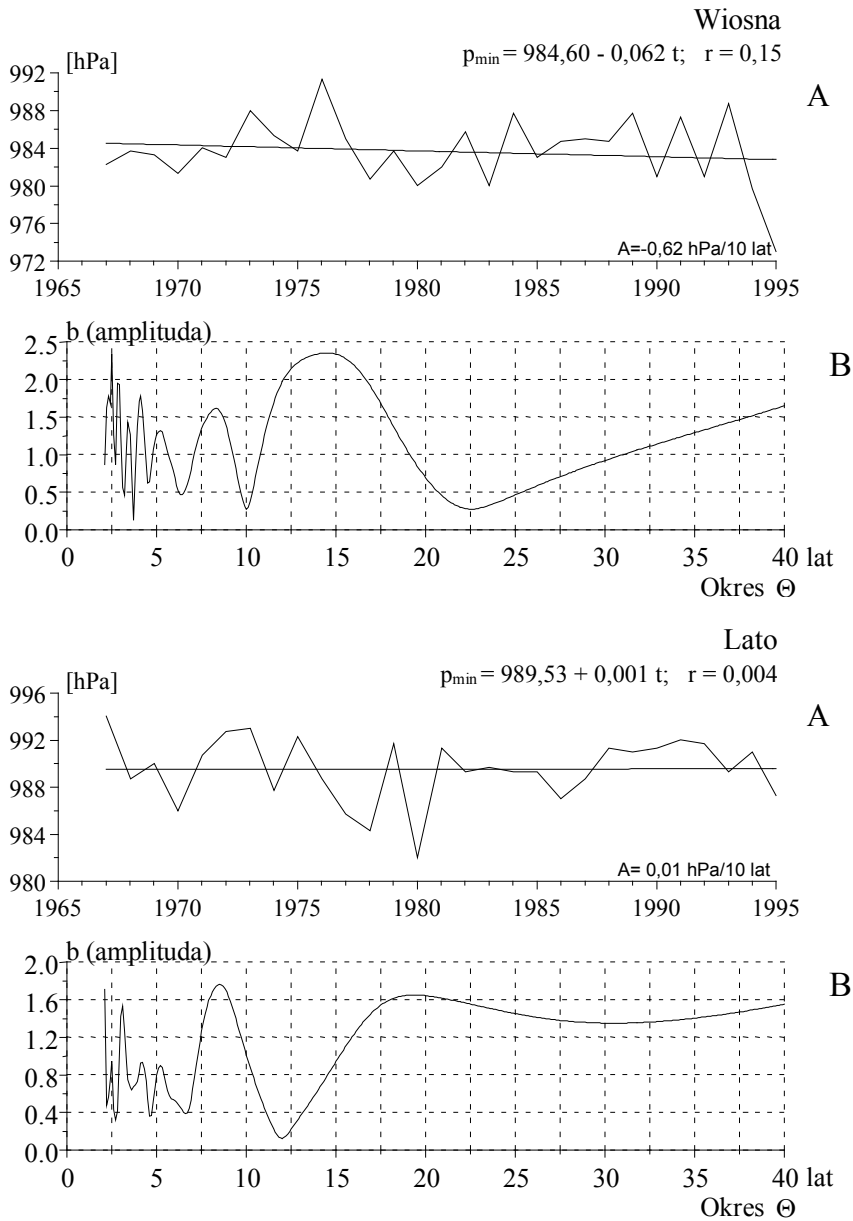 Wiosna
pmin = 984,60 - 0,062 t; r = 0,15
[hPa]
A
992
988
984
980
976
972
A=-0,62 hPa/10 lat
1965 1970 1975 1980 1985 1990 1995
b (amplituda)
B
2.5
2.0
1.5
1.0
0.5
0.0
0 5 10 15 20 25 30 35 40 lat
Okres Θ
Lato
pmin = 989,53 + 0,001 t; r = 0,004
[hPa]
A
996
992
988
984
980
A= 0,01 hPa/10 lat
1965 1970 1975 1980 1985 1990 1995
b (amplituda)
B
2.0
1.6
1.2
0.8
0.4
0.0
0 5 10 15 20 25 30 35 40 lat
Okres Θ